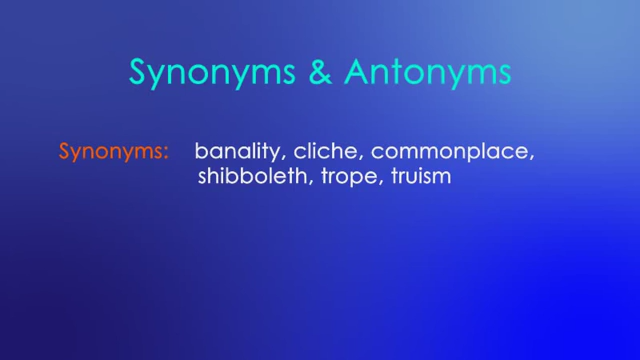 Synonyms & Antonyms
Synonyms: banality, cliche, commonplace,
shibboleth, trope, truism